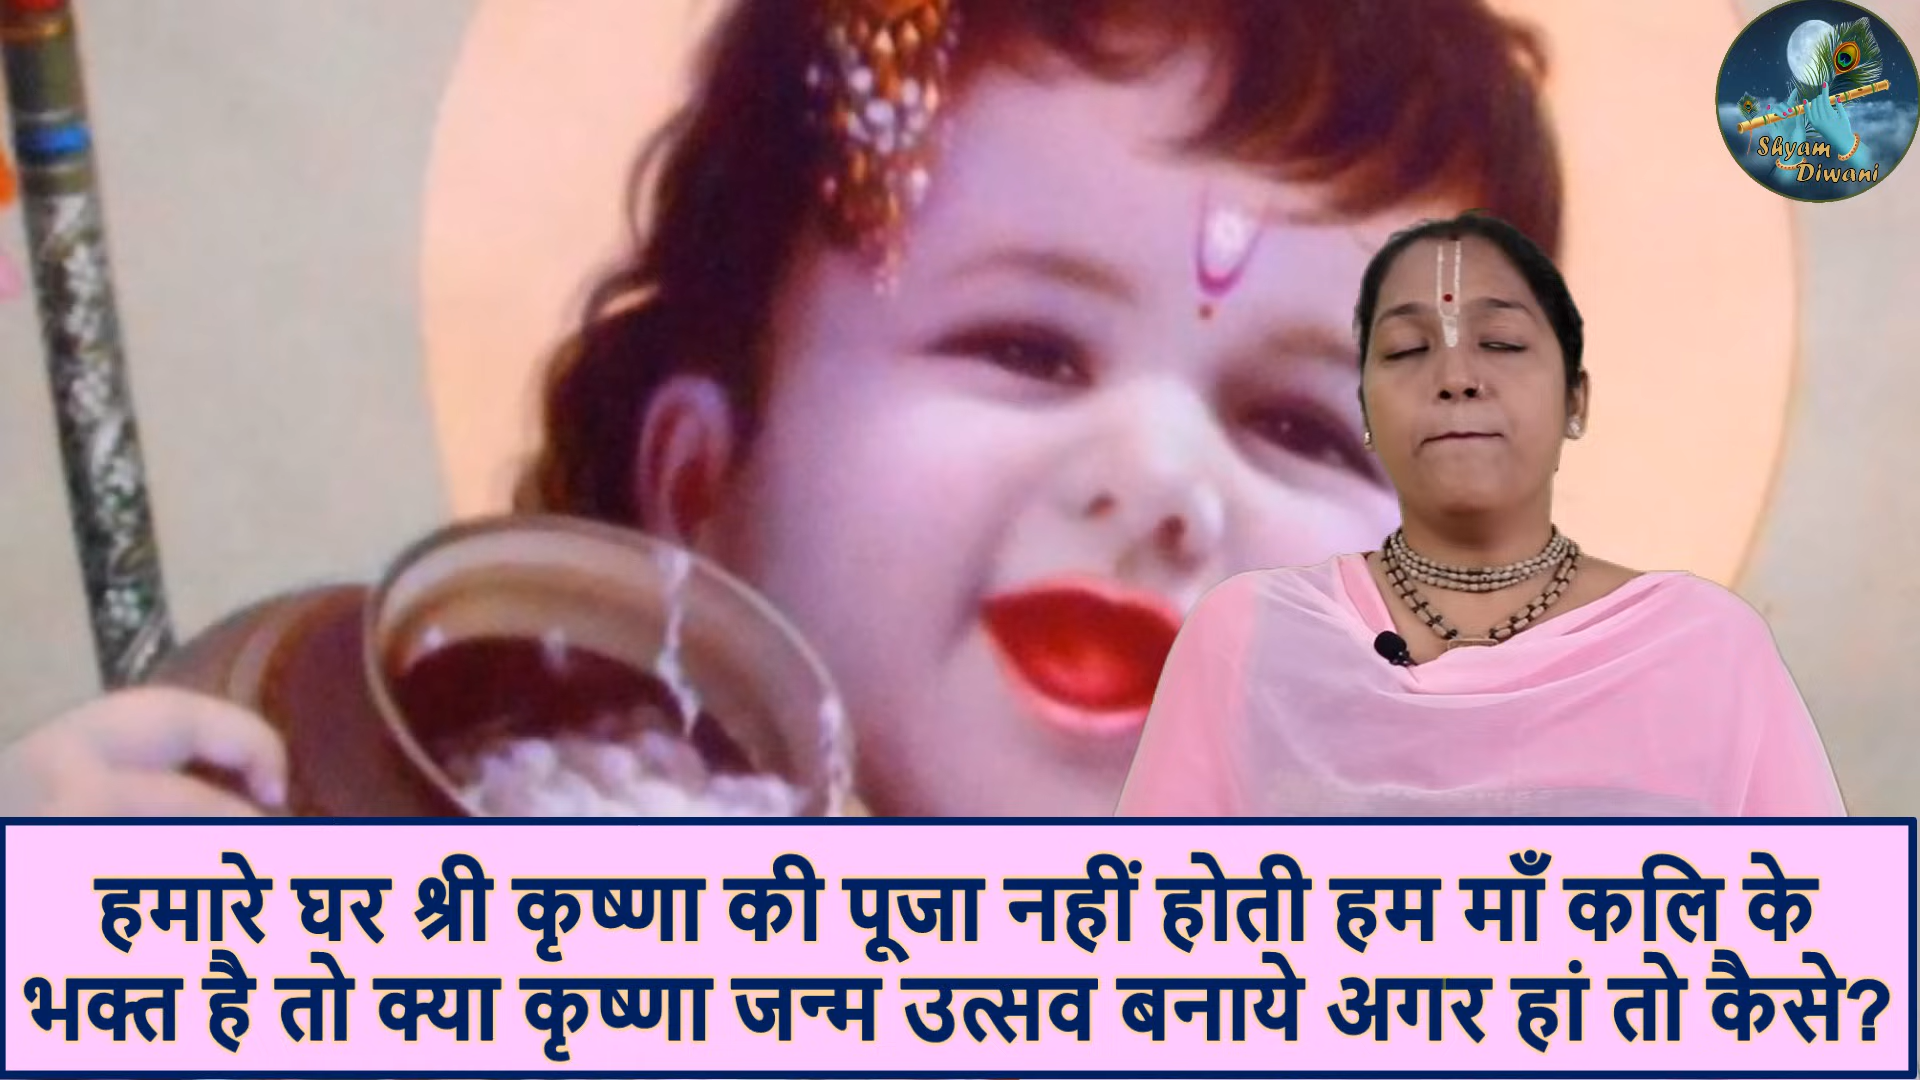 Shyam
Diwani
हमारे घर श्री कृष्णा की पूजा नहीं होती हम माँ कलि के
भक्त है तो क्या कृष्णा जन्म उत्सव बनाये अगर हां तो कैसे?